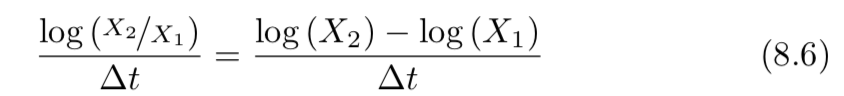 log (X₂/X₁) / Δt = log (X₂) − log (X₁) / Δt (8.6)